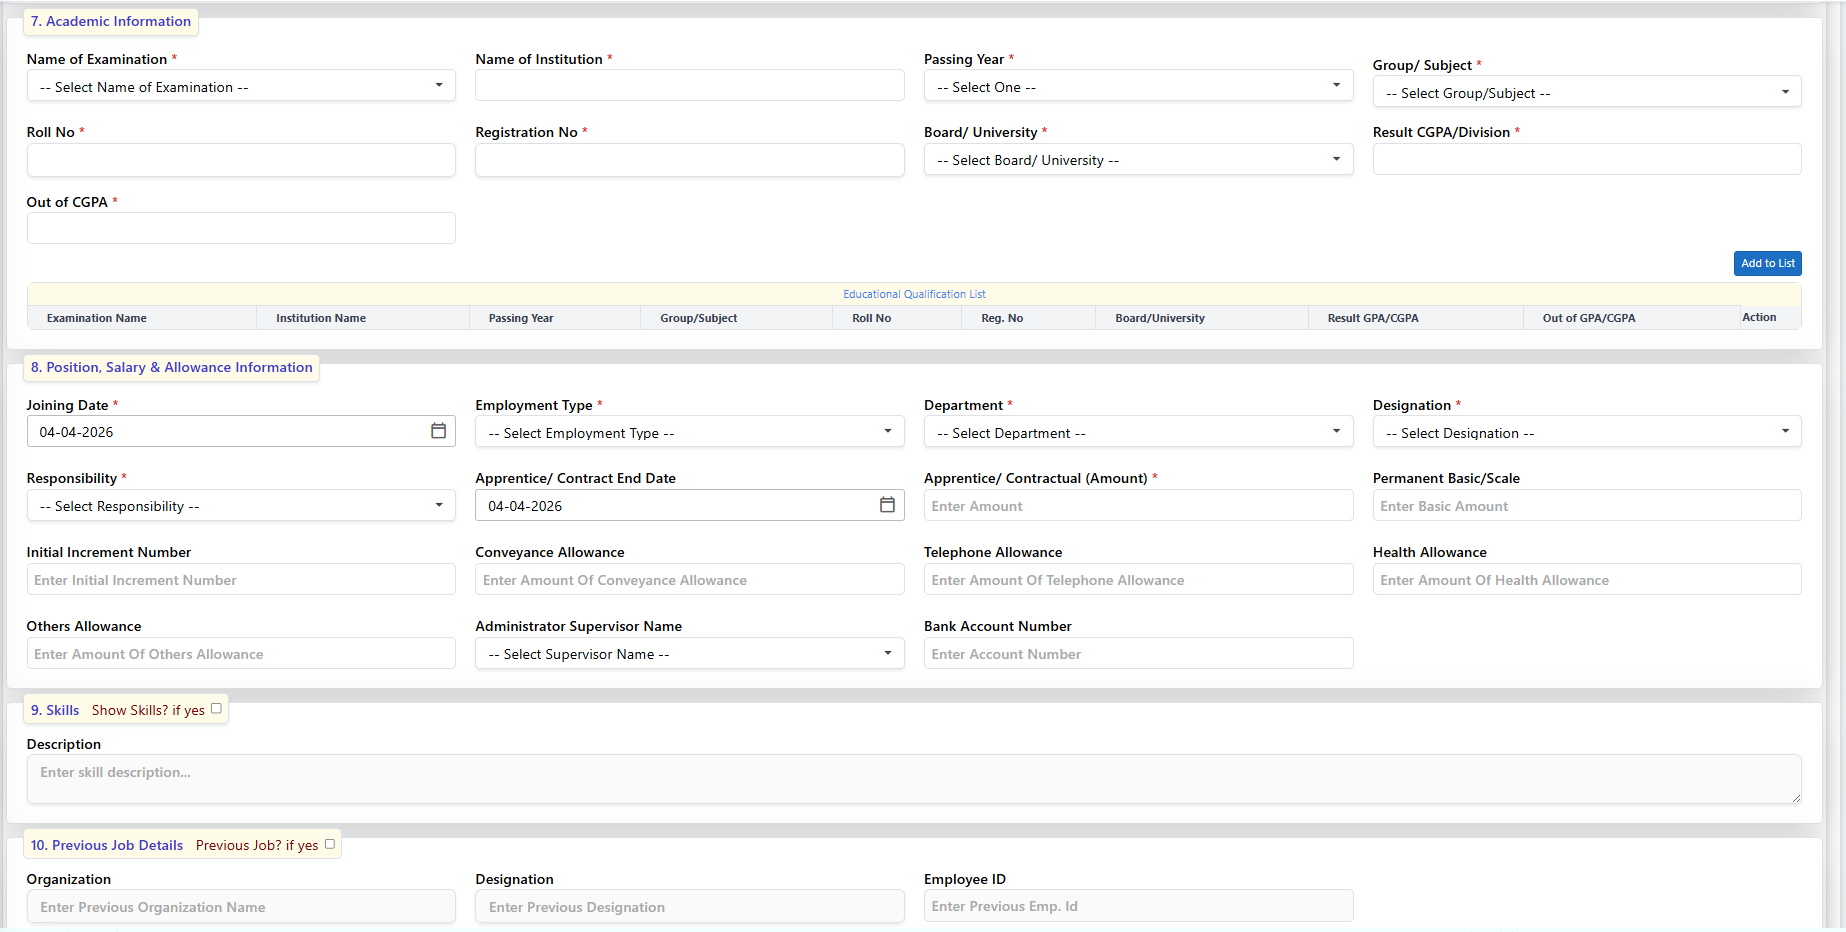 7. Academic Information
Name of Examination * Name of Institution * Passing Year * Group/ Subject *
-- Select Name of Examination -- -- Select One -- -- Select Group/Subject --
Roll No * Registration No * Board/ University * Result CGPA/Division *
-- Select Board/ University --
Out of CGPA *
Add to List
Educational Qualification List
Examination Name Institution Name Passing Year Group/Subject Roll No Reg. No Board/University Result GPA/CGPA Out of GPA/CGPA Action
8. Position, Salary & Allowance Information
Joining Date * Employment Type * Department * Designation *
04-04-2026 -- Select Employment Type -- -- Select Department -- -- Select Designation --
Responsibility * Apprentice/ Contract End Date Apprentice/ Contractual (Amount) * Permanent Basic/Scale
-- Select Responsibility -- 04-04-2026 Enter Amount Enter Basic Amount
Initial Increment Number Conveyance Allowance Telephone Allowance Health Allowance
Enter Initial Increment Number Enter Amount Of Conveyance Allowance Enter Amount Of Telephone Allowance Enter Amount Of Health Allowance
Others Allowance Administrator Supervisor Name Bank Account Number
Enter Amount Of Others Allowance -- Select Supervisor Name -- Enter Account Number
9. Skills Show Skills? if yes
Description
Enter skill description...
10. Previous Job Details Previous Job? if yes
Organization Designation Employee ID
Enter Previous Organization Name Enter Previous Designation Enter Previous Emp. Id